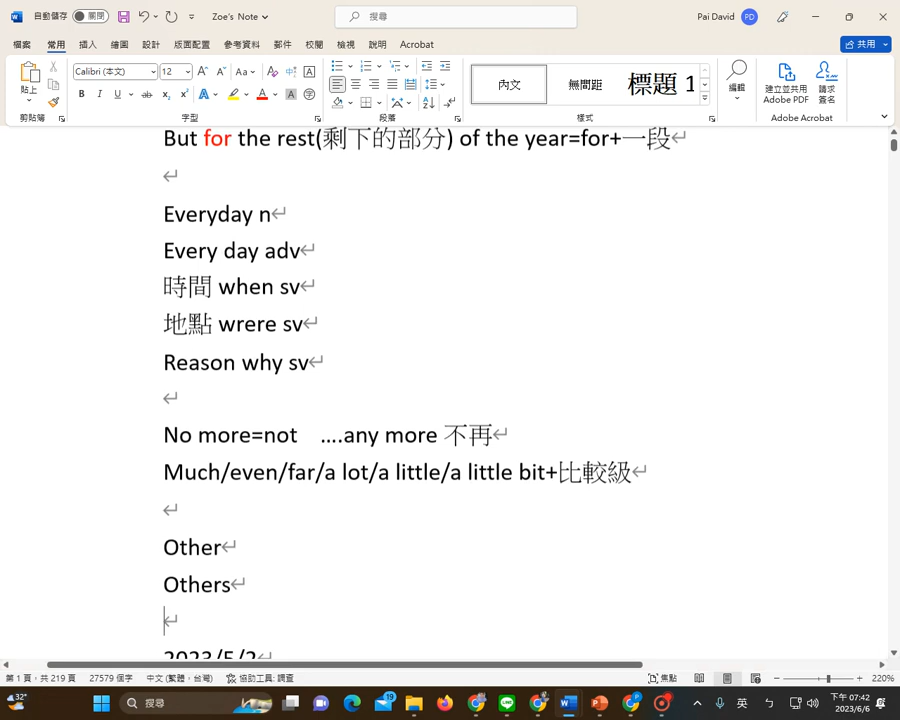 自動儲存 關閉 Zoe's Note 搜尋 Pai David PD
檔案 常用 插入 繪圖 設計 版面配置 參考資料 郵件 校閱 檢視 說明 Acrobat 共用
貼上 Calibri (本文) 12 A A Aa A
B I U ab x₂ x² A A A 字
內文 無間距 標題 1 編輯 建立並共用 Adobe PDF 請求 簽名
剪貼簿 字型 段落 樣式 Adobe Acrobat
But for the rest(剩下的部分) of the year=for+一段
Everyday n
Every day adv
時間 when sv
地點 wrere sv
Reason why sv
No more=not ....any more 不再
Much/even/far/a lot/a little/a little bit+比較級
Other
Others
2023/5/2
第 1 頁，共 219 頁 27579 個字 中文 (繁體，台灣) 協助工具: 調查 焦點 220%
32° 搜尋 19 英 下午 07:42
2023/6/6